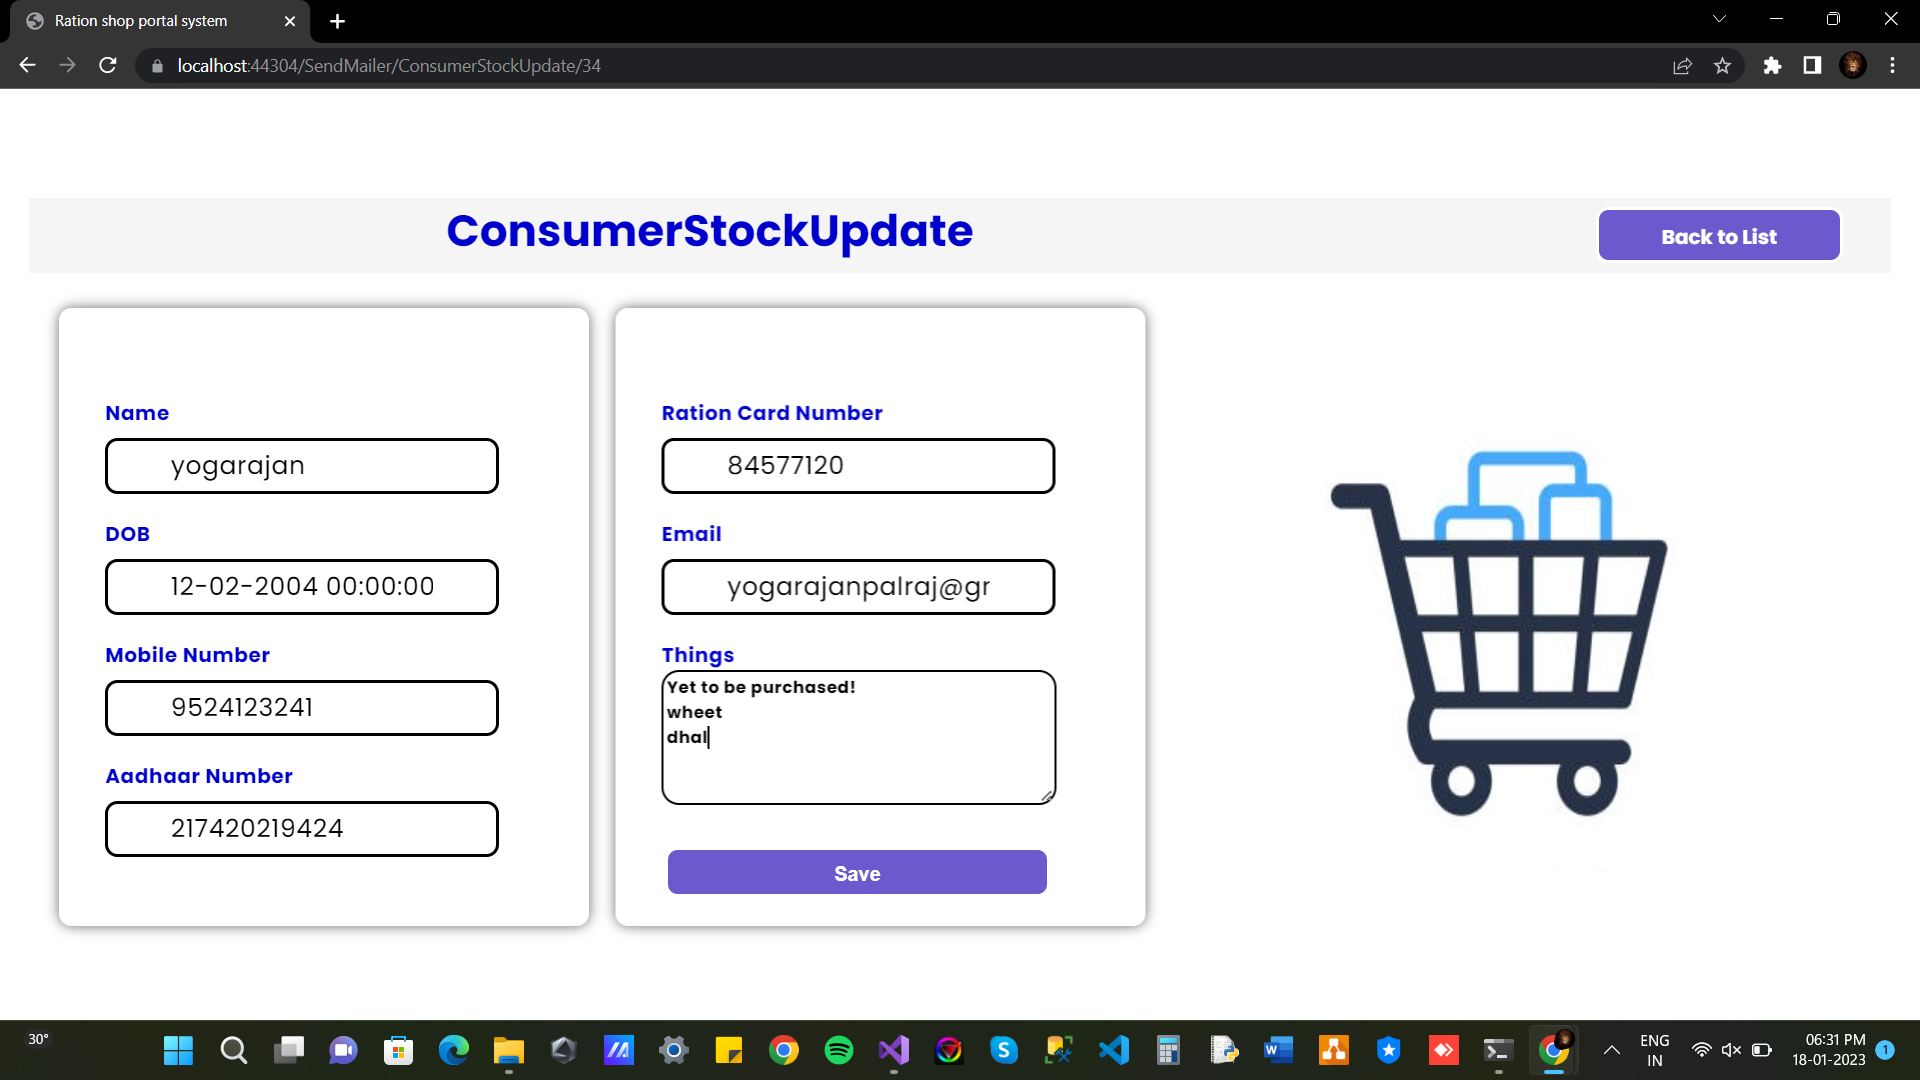 Ration shop portal system
localhost:44304/SendMailer/ConsumerStockUpdate/34
ConsumerStockUpdate
Back to List
Name
yogarajan
DOB
12-02-2004 00:00:00
Mobile Number
9524123241
Aadhaar Number
217420219424
Ration Card Number
84577120
Email
yogarajanpalraj@gr
Things
Yet to be purchased!
wheet
dhal
Save
30°
ENG
IN
06:31 PM
18-01-2023
1